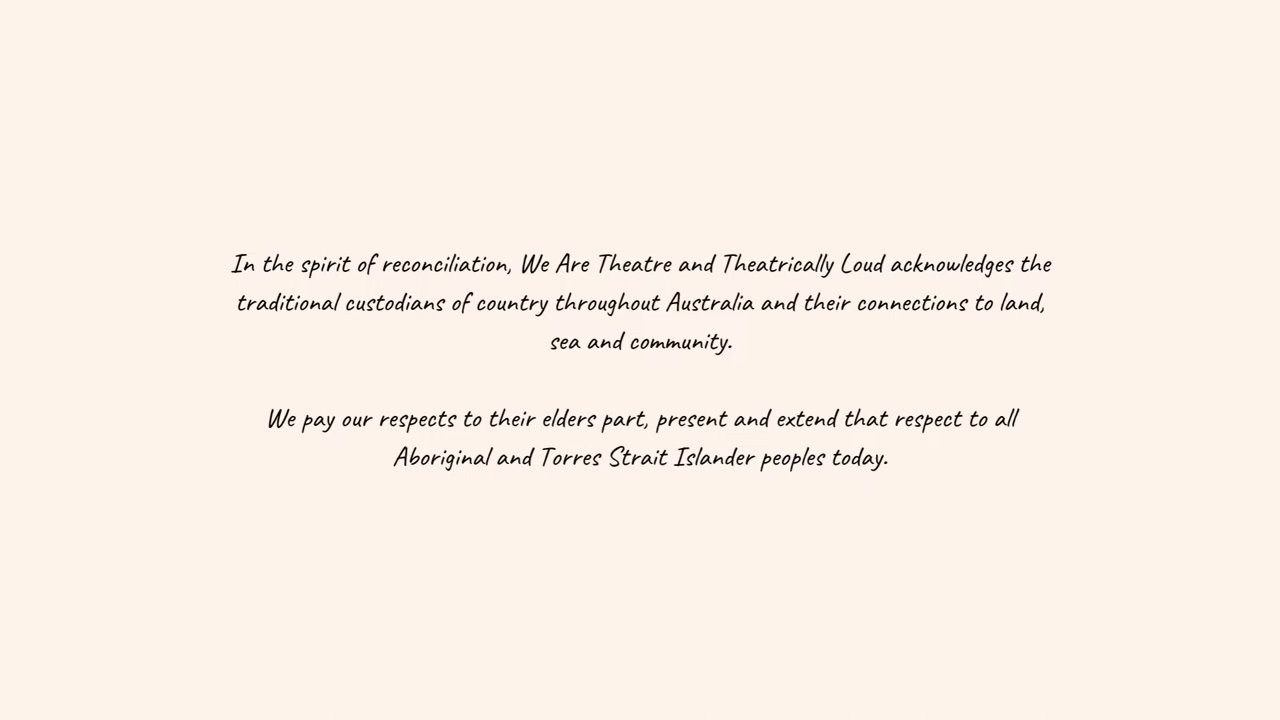 In the spirit of reconciliation, We Are Theatre and Theatrically Loud acknowledges the
traditional custodians of country throughout Australia and their connections to land,
sea and community.
We pay our respects to their elders part, present and extend that respect to all
Aboriginal and Torres Strait Islander peoples today.